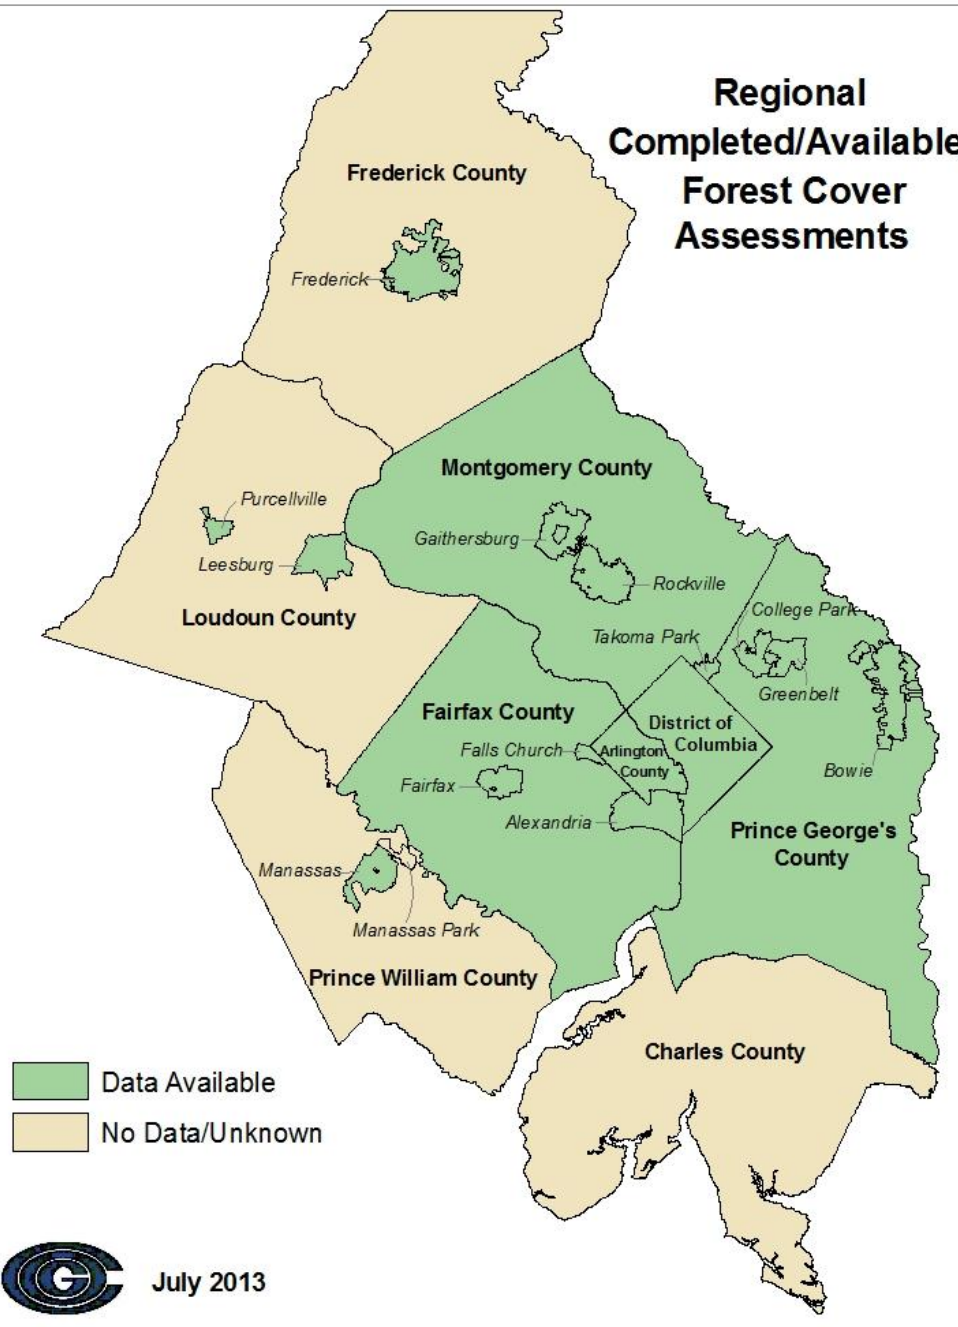 Regional
Completed/Available
Forest Cover
Assessments
Frederick County
Frederick
Montgomery County
Purcellville
Gaithersburg
Leesburg
Rockville
Loudoun County
College Park
Takoma Park
Greenbelt
Fairfax County
District of
Columbia
Falls Church
Arlington
County
Fairfax
Bowie
Alexandria
Prince George's
County
Manassas
Manassas Park
Prince William County
Charles County
Data Available
No Data/Unknown
July 2013